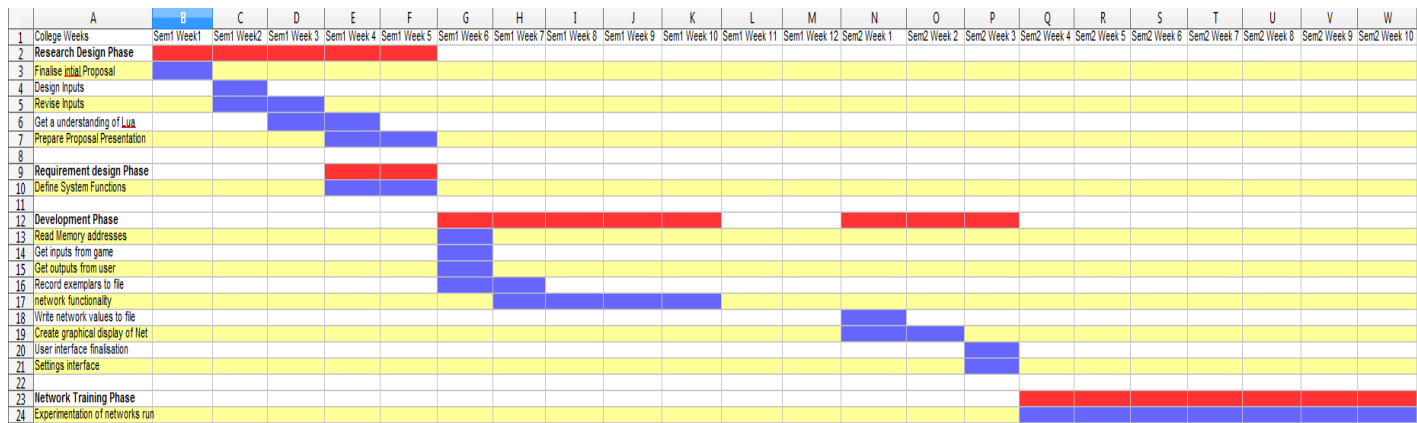 A B C D E F G H I J K L M N O P Q R S T U V W
1 College Weeks Sem1 Week1 Sem1 Week2 Sem1 Week 3 Sem1 Week 4 Sem1 Week 5 Sem1 Week 6 Sem1 Week 7 Sem1 Week 8 Sem1 Week 9 Sem1 Week 10 Sem1 Week 11 Sem1 Week 12 Sem2 Week 1 Sem2 Week 2 Sem2 Week 3 Sem2 Week 4 Sem2 Week 5 Sem2 Week 6 Sem2 Week 7 Sem2 Week 8 Sem2 Week 9 Sem2 Week 10
2 Research Design Phase
3 Finalise intial Proposal
4 Design Inputs
5 Revise Inputs
6 Get a understanding of Lua
7 Prepare Proposal Presentation
8
9 Requirement design Phase
10 Define System Functions
11
12 Development Phase
13 Read Memory addresses
14 Get inputs from game
15 Get outputs from user
16 Record exemplars to file
17 network functionality
18 Write network values to file
19 Create graphical display of Net
20 User interface finalisation
21 Settings interface
22
23 Network Training Phase
24 Experimentation of networks run